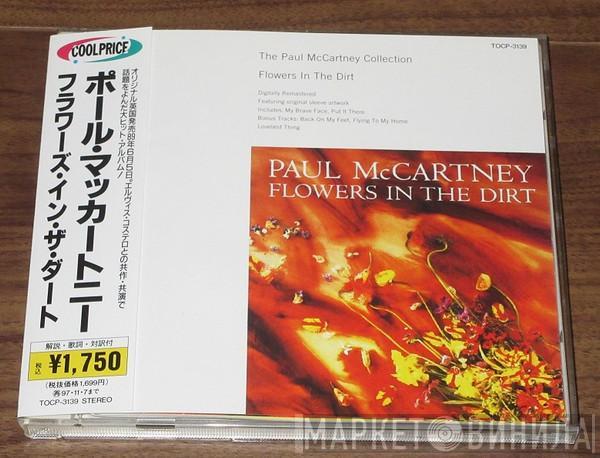 COOLPRICE
ポール・マッカートニー
フラワーズ・イン・ザ・ダート
オリジナル英国発売89年6月5日。エルヴィス・コステロとの共作・共演で
話題をよんだ大ヒット・アルバム!
解説・歌詞・対訳付
税込 ¥1,750
(税抜価格1,699円)
(再)97・11・7まで
TOCP-3139 STEREO
TOCP-3139
The Paul McCartney Collection
Flowers In The Dirt
Digitally Remastered
Featuring original sleeve artwork
Includes: My Brave Face, Put It There
Bonus Tracks: Back On My Feet, Flying To My Home
Loveliest Thing
PAUL McCARTNEY
FLOWERS IN THE DIRT
МАРКЕТ ВИНИЛА